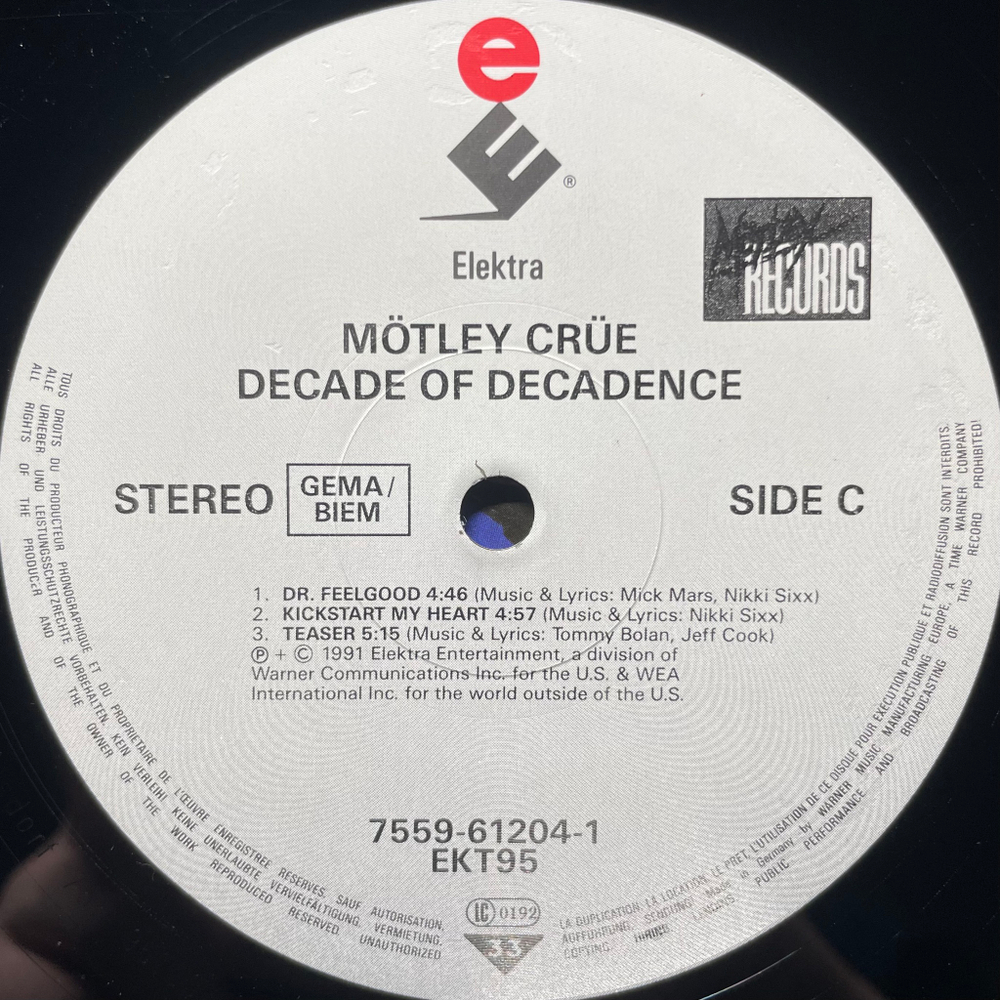 e
E®
Elektra
RECORDS
MÖTLEY CRÜE
DECADE OF DECADENCE
STEREO
GEMA/
BIEM
SIDE C
1. DR. FEELGOOD 4:46 (Music & Lyrics: Mick Mars, Nikki Sixx)
2. KICKSTART MY HEART 4:57 (Music & Lyrics: Nikki Sixx)
3. TEASER 5:15 (Music & Lyrics: Tommy Bolan, Jeff Cook)
℗ + © 1991 Elektra Entertainment, a division of
Warner Communications Inc. for the U.S. & WEA
International Inc. for the world outside of the U.S.
7559-61204-1
EKT95
LC 0192
33
TOUS DROITS DU PRODUCTEUR PHONOGRAPHIQUE ET DU PROPRIETAIRE DE L'ŒUVRE ENREGISTREE RESERVES. SAUF AUTORISATION,
LA DUPLICATION, LA LOCATION, LE PRET, L'UTILISATION DE CE DISQUE POUR EXECUTION PUBLIQUE ET RADIODIFFUSION SONT INTERDITS.
ALLE URHEBER UND LEISTUNGSSCHUTZRECHTE VORBEHALTEN. KEIN VERLEIH! KEINE UNERLAUBTE VERVIELFÄLTIGUNG, VERMIETUNG,
AUFFÜHRUNG, SENDUNG! Made in Germany by WARNER MUSIC MANUFACTURING EUROPE, A TIME WARNER COMPANY
ALL RIGHTS OF THE PRODUCER AND OF THE OWNER OF THE WORK REPRODUCED RESERVED UNAUTHORIZED
COPYING, HIRING, LENDING PUBLIC PERFORMANCE AND BROADCASTING OF THIS RECORD PROHIBITED!